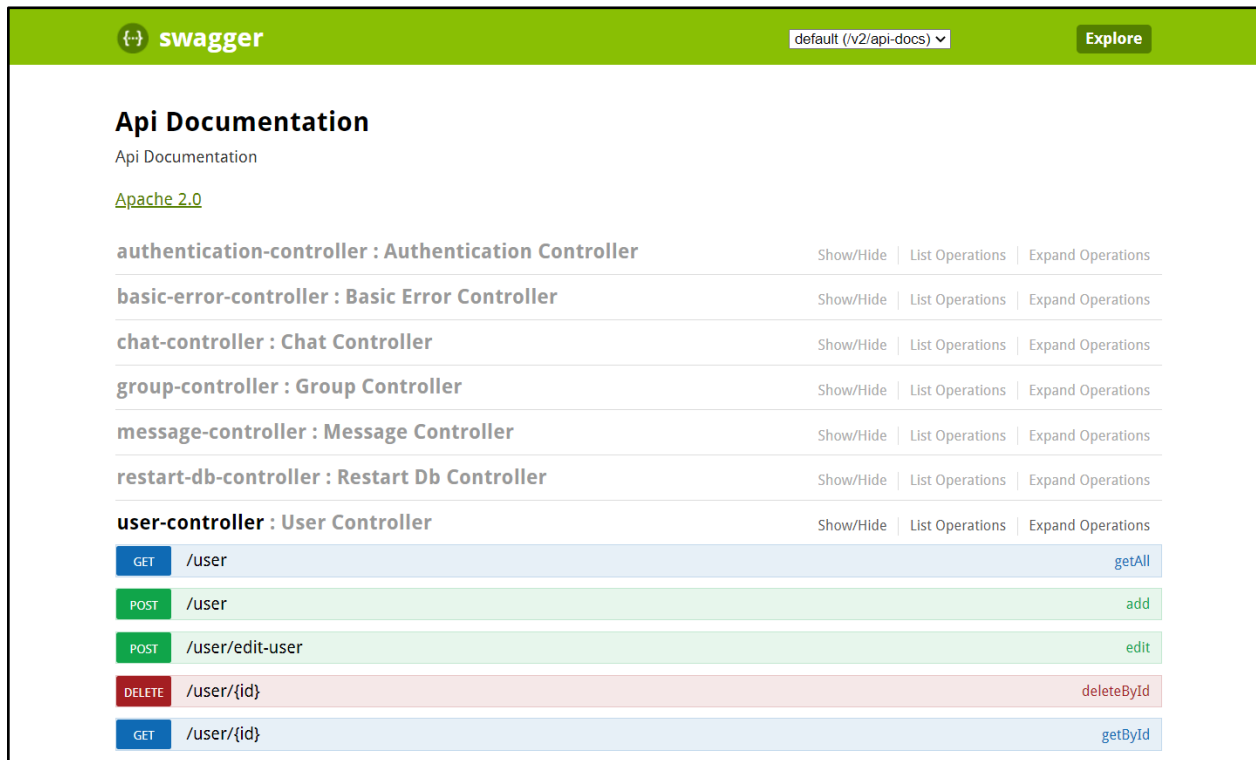 {···} swagger default (/v2/api-docs) Explore
Api Documentation
Api Documentation
Apache 2.0
authentication-controller : Authentication Controller Show/Hide List Operations Expand Operations
basic-error-controller : Basic Error Controller Show/Hide List Operations Expand Operations
chat-controller : Chat Controller Show/Hide List Operations Expand Operations
group-controller : Group Controller Show/Hide List Operations Expand Operations
message-controller : Message Controller Show/Hide List Operations Expand Operations
restart-db-controller : Restart Db Controller Show/Hide List Operations Expand Operations
user-controller : User Controller Show/Hide List Operations Expand Operations
GET /user getAll
POST /user add
POST /user/edit-user edit
DELETE /user/{id} deleteById
GET /user/{id} getById